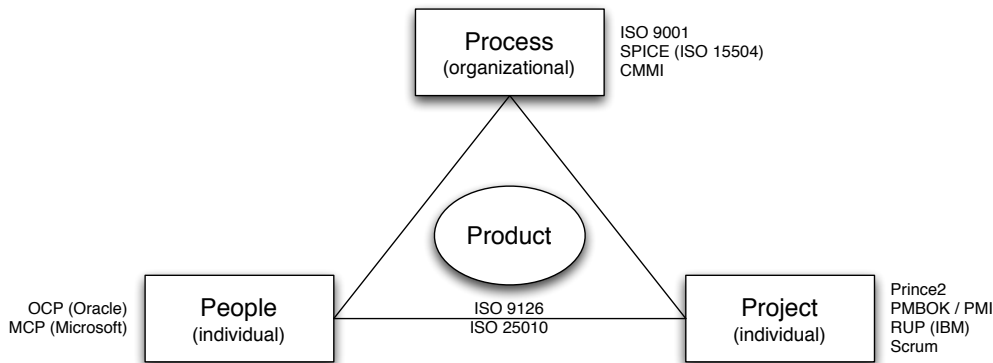 Process
(organizational)
ISO 9001
SPICE (ISO 15504)
CMMI
Product
OCP (Oracle)
MCP (Microsoft)
People
(individual)
ISO 9126
ISO 25010
Project
(individual)
Prince2
PMBOK / PMI
RUP (IBM)
Scrum